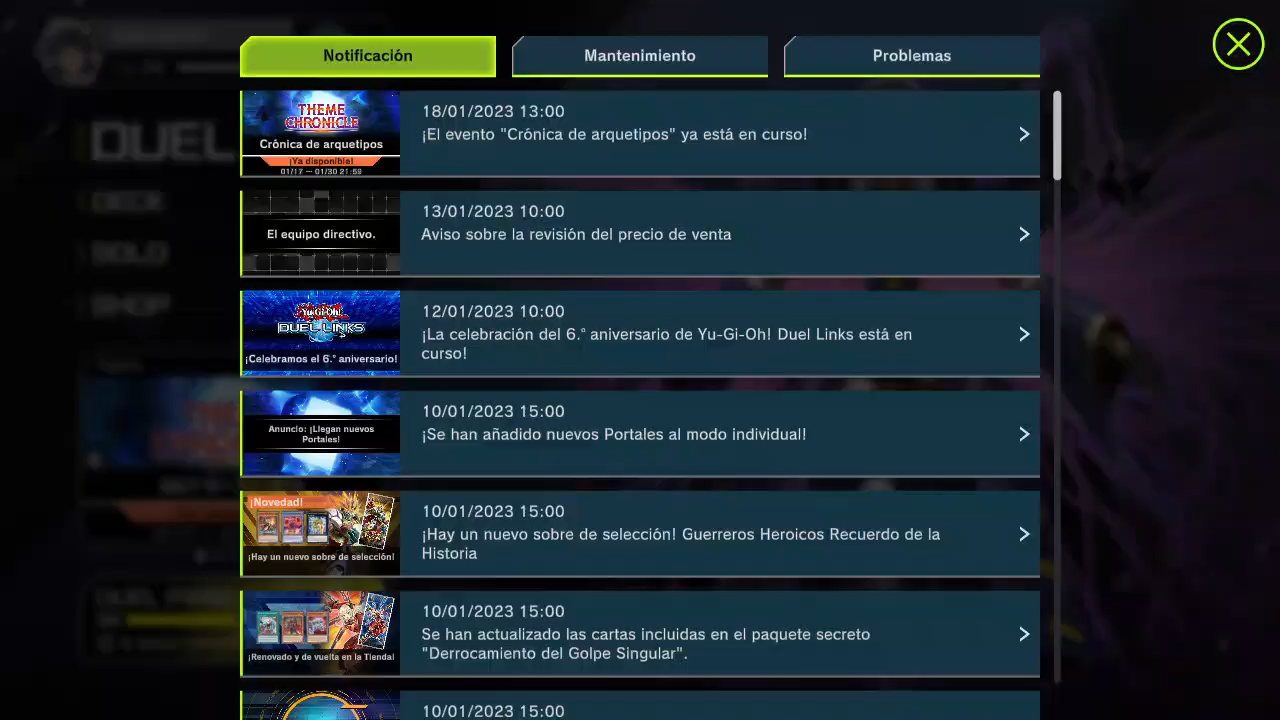 Notificación
Mantenimiento
Problemas
THEME
CHRONICLE
Crónica de arquetipos
¡Ya disponible!
01/17 — 01/30 21:59
18/01/2023 13:00
¡El evento "Crónica de arquetipos" ya está en curso!
El equipo directivo.
13/01/2023 10:00
Aviso sobre la revisión del precio de venta
Yu-Gi-Oh!
DUEL LINKS
¡Celebramos el 6.° aniversario!
12/01/2023 10:00
¡La celebración del 6.° aniversario de Yu-Gi-Oh! Duel Links está en
curso!
Anuncio: ¡Llegan nuevos
Portales!
10/01/2023 15:00
¡Se han añadido nuevos Portales al modo individual!
¡Novedad!
¡Hay un nuevo sobre de selección!
10/01/2023 15:00
¡Hay un nuevo sobre de selección! Guerreros Heroicos Recuerdo de la
Historia
¡Renovado y de vuelta en la Tienda!
10/01/2023 15:00
Se han actualizado las cartas incluidas en el paquete secreto
"Derrocamiento del Golpe Singular".
10/01/2023 15:00
DUEL
DECK
SOLO
SHOP